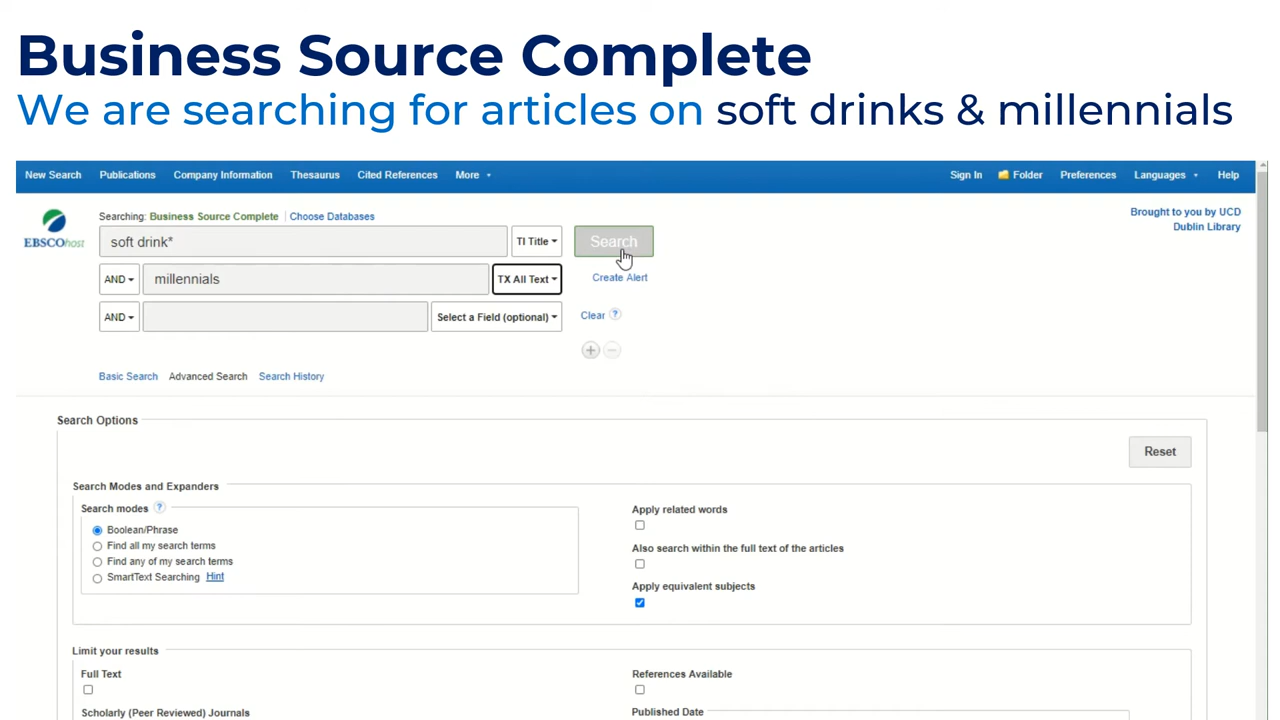 Business Source Complete
We are searching for articles on soft drinks & millennials
New Search Publications Company Information Thesaurus Cited References More Sign In Folder Preferences Languages Help
Searching: Business Source Complete Choose Databases
Brought to you by UCD
Dublin Library
EBSCOhost
soft drink* TI Title Search
AND millennials TX All Text Create Alert
AND Select a Field (optional) Clear ?
Basic Search Advanced Search Search History
Search Options
Reset
Search Modes and Expanders
Search modes ?
Boolean/Phrase
Find all my search terms
Find any of my search terms
SmartText Searching Hint
Apply related words
Also search within the full text of the articles
Apply equivalent subjects
Limit your results
Full Text
References Available
Scholarly (Peer Reviewed) Journals
Published Date